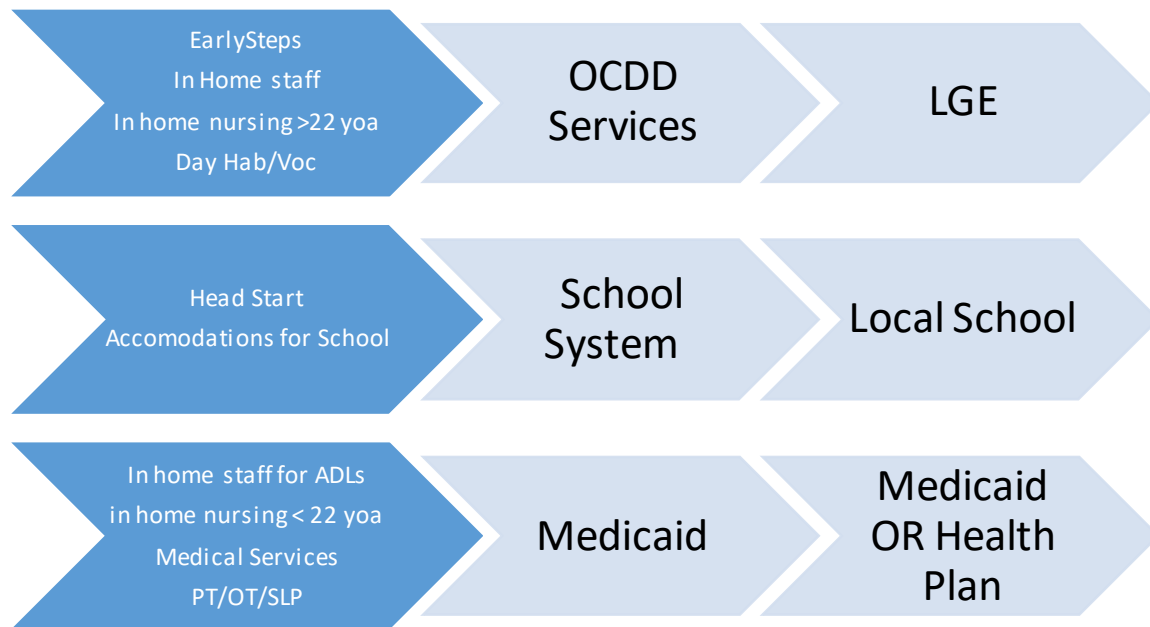 EarlySteps
In Home staff
In home nursing >22 yoa
Day Hab/Voc
OCDD
Services
LGE
Head Start
Accomodations for School
School
System
Local School
In home staff for ADLs
in home nursing < 22 yoa
Medical Services
PT/OT/SLP
Medicaid
Medicaid
OR Health
Plan